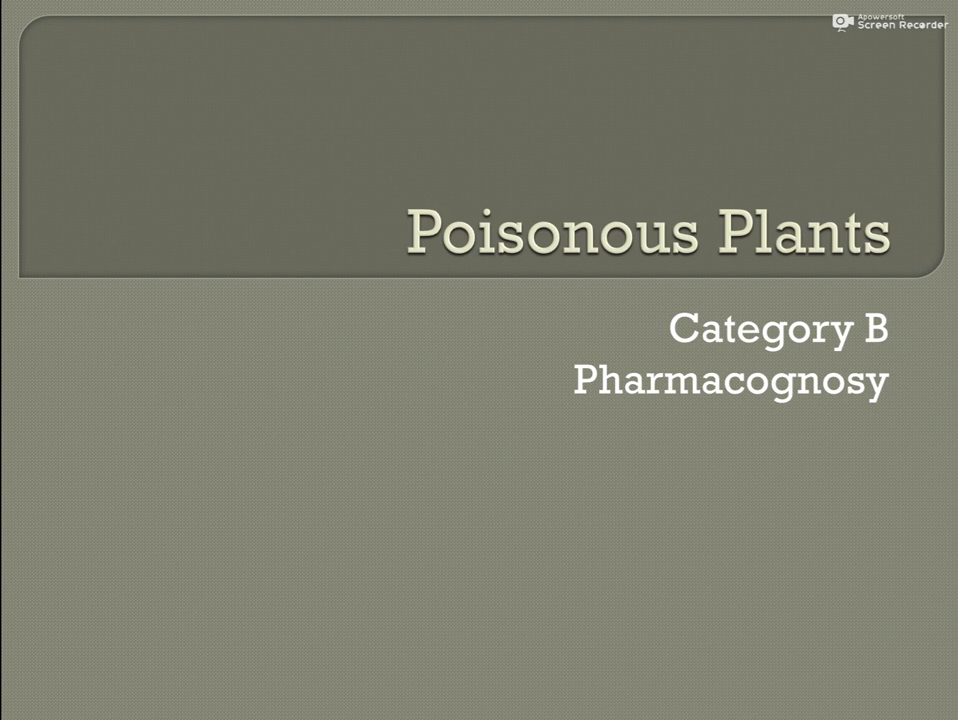 Apowersoft
Screen Recorder
Poisonous Plants
Category B
Pharmacognosy